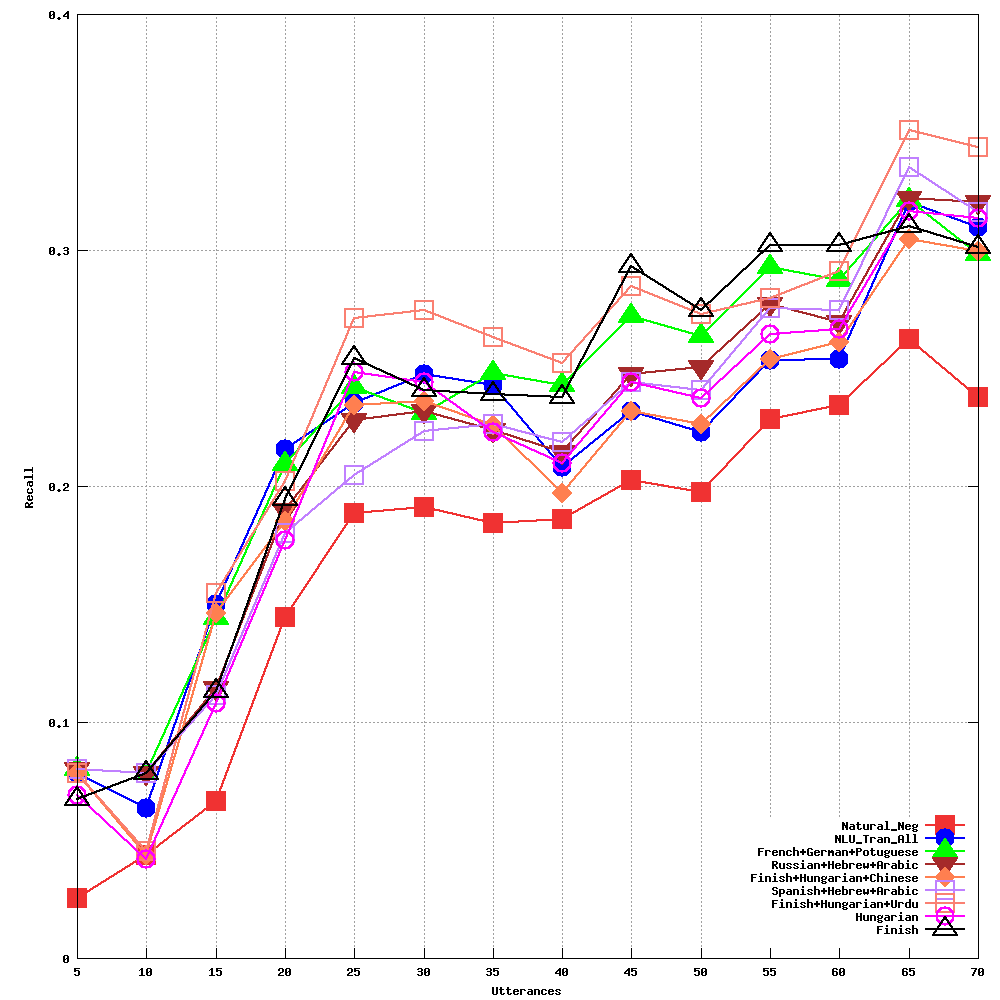 0.4
0.3
0.2
0.1
0
Recall
5 10 15 20 25 30 35 40 45 50 55 60 65 70
Utterances
Natural_Neg
NLU_Tran_All
French+German+Potuguese
Russian+Hebrew+Arabic
Finish+Hungarian+Chinese
Spanish+Hebrew+Arabic
Finish+Hungarian+Urdu
Hungarian
Finish